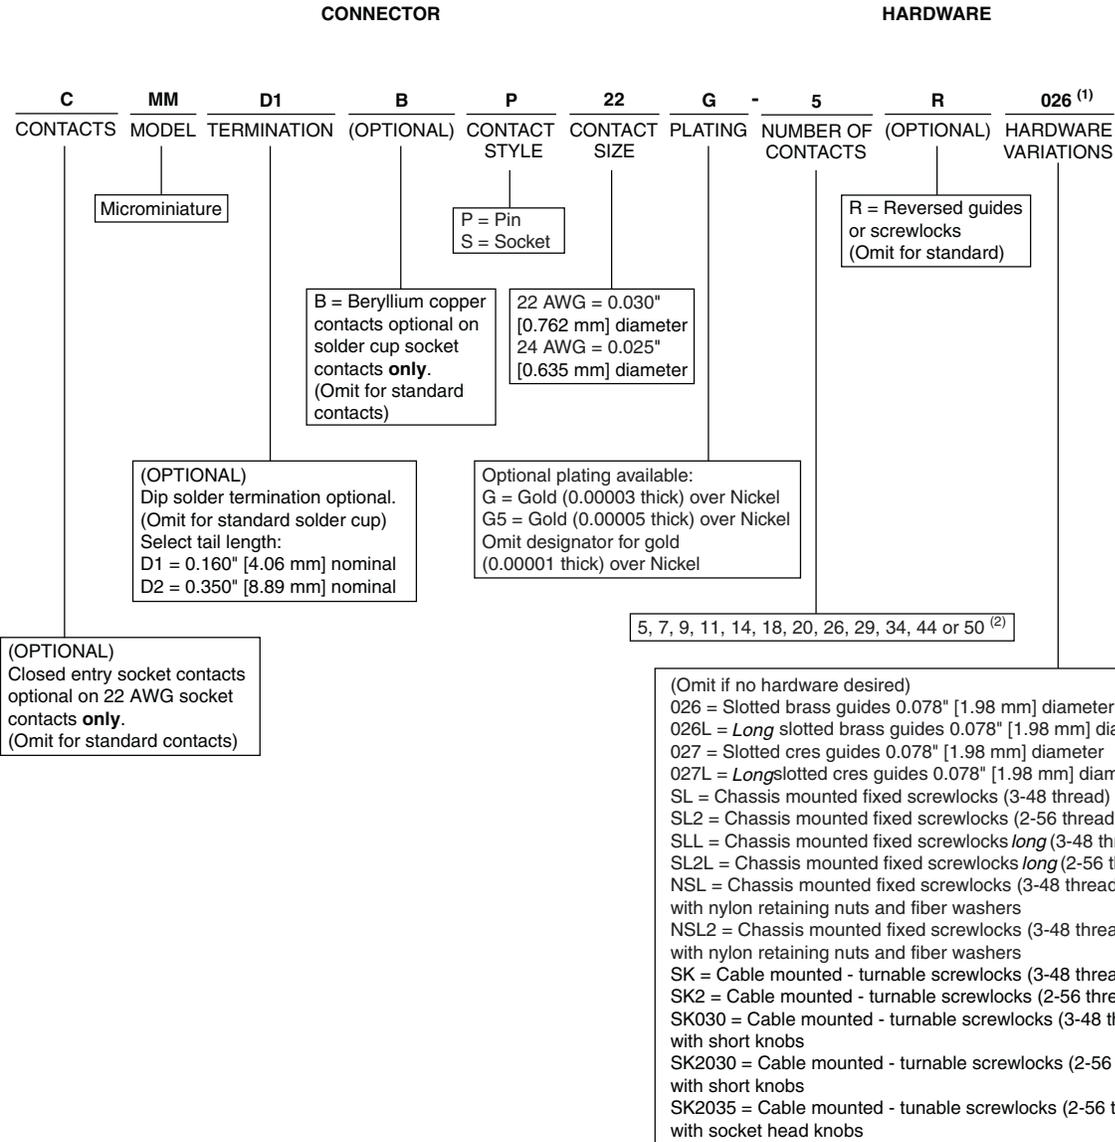 CONNECTOR
HARDWARE
C MM D1 B P 22 G - 5 R 026 (1)
CONTACTS MODEL TERMINATION (OPTIONAL) CONTACT STYLE CONTACT SIZE PLATING NUMBER OF CONTACTS (OPTIONAL) HARDWARE VARIATIONS
Microminiature
P = Pin
S = Socket
R = Reversed guides
or screwlocks
(Omit for standard)
B = Beryllium copper
contacts optional on
solder cup socket
contacts only.
(Omit for standard
contacts)
22 AWG = 0.030"
[0.762 mm] diameter
24 AWG = 0.025"
[0.635 mm] diameter
(OPTIONAL)
Dip solder termination optional.
(Omit for standard solder cup)
Select tail length:
D1 = 0.160" [4.06 mm] nominal
D2 = 0.350" [8.89 mm] nominal
Optional plating available:
G = Gold (0.00003 thick) over Nickel
G5 = Gold (0.00005 thick) over Nickel
Omit designator for gold
(0.00001 thick) over Nickel
5, 7, 9, 11, 14, 18, 20, 26, 29, 34, 44 or 50 (2)
(OPTIONAL)
Closed entry socket contacts
optional on 22 AWG socket
contacts only.
(Omit for standard contacts)
(Omit if no hardware desired)
026 = Slotted brass guides 0.078" [1.98 mm] diameter
026L = Long slotted brass guides 0.078" [1.98 mm]
027 = Slotted cres guides 0.078" [1.98 mm] diameter
027L = Longslotted cres guides 0.078" [1.98 mm]
SL = Chassis mounted fixed screwlocks (3-48 thread)
SL2 = Chassis mounted fixed screwlocks (2-56 thread
SLL = Chassis mounted fixed screwlocks long (3-48
SL2L = Chassis mounted fixed screwlocks long (2-56
NSL = Chassis mounted fixed screwlocks (3-48 thread
with nylon retaining nuts and fiber washers
NSL2 = Chassis mounted fixed screwlocks (3-48
with nylon retaining nuts and fiber washers
SK = Cable mounted - turnable screwlocks (3-48
SK2 = Cable mounted - turnable screwlocks (2-56
SK030 = Cable mounted - turnable screwlocks (3-48
with short knobs
SK2030 = Cable mounted - turnable screwlocks (2-56
with short knobs
SK2035 = Cable mounted - tunable screwlocks (2-56
with socket head knobs